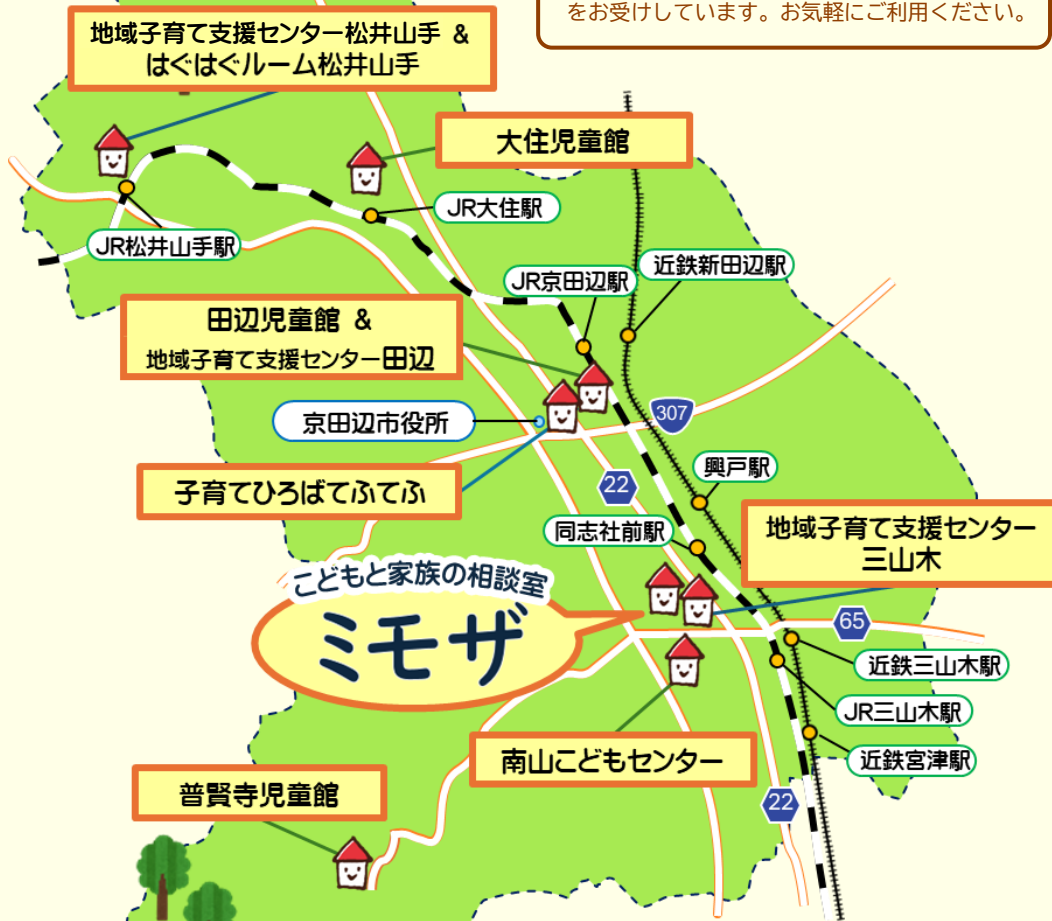 をお受けしています。お気軽にご利用ください。
地域子育て支援センター松井山手 &
はぐはぐルーム松井山手
大住児童館
JR大住駅
JR松井山手駅
近鉄新田辺駅
JR京田辺駅
田辺児童館 &
地域子育て支援センター田辺
京田辺市役所
307
興戸駅
子育てひろばてふてふ
22
同志社前駅
地域子育て支援センター
三山木
こどもと家族の相談室
ミモザ
65
近鉄三山木駅
JR三山木駅
南山こどもセンター
近鉄宮津駅
普賢寺児童館
22